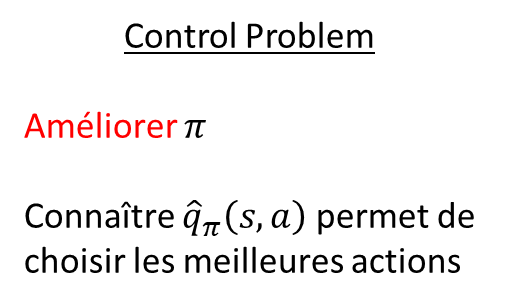 Control Problem
Améliorer π
Connaître q̂π(s, a) permet de
choisir les meilleures actions